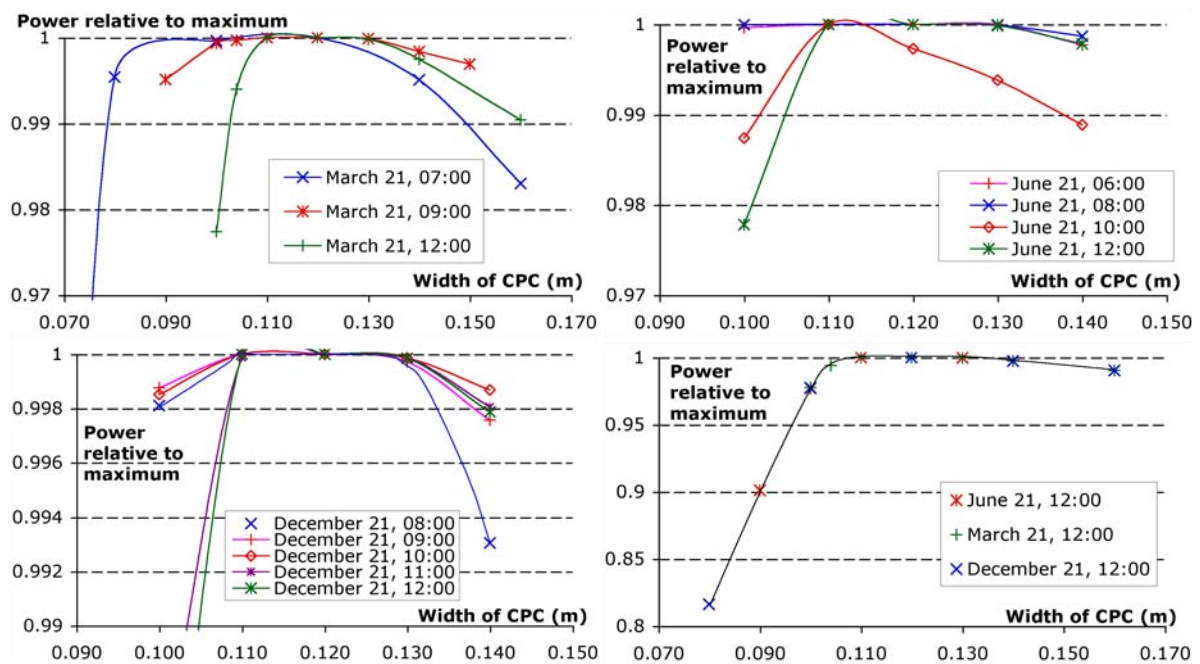 Power relative to maximum
1
0.99
0.98
0.97
March 21, 07:00
March 21, 09:00
March 21, 12:00
Width of CPC (m)
0.070 0.090 0.110 0.130 0.150 0.170
1
0.99
0.98
0.97
Power
relative to
maximum
June 21, 06:00
June 21, 08:00
June 21, 10:00
June 21, 12:00
Width of CPC (m)
0.090 0.100 0.110 0.120 0.130 0.140 0.150
1
0.998
0.996
0.994
0.992
0.99
Power
relative to
maximum
December 21, 08:00
December 21, 09:00
December 21, 10:00
December 21, 11:00
December 21, 12:00
Width of CPC (m)
0.090 0.100 0.110 0.120 0.130 0.140 0.150
1
0.95
0.9
0.85
0.8
Power
relative to
maximum
June 21, 12:00
March 21, 12:00
December 21, 12:00
Width of CPC (m)
0.070 0.090 0.110 0.130 0.150 0.170